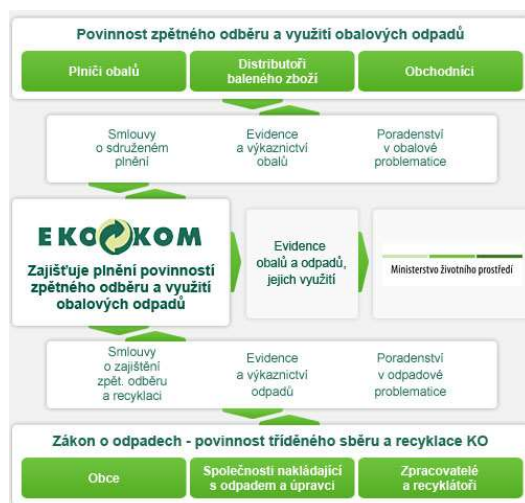 Povinnost zpětného odběru a využití obalových odpadů
Plniči obalů
Distributoři
baleného zboží
Obchodníci
Smlouvy
o sdruženém
plnění
Evidence
a výkaznictví
obalů
Poradenství
v obalové
problematice
EKO KOM
Zajišťuje plnění povinností
zpětného odběru a využití
obalových odpadů
Evidence
obalů a odpadů,
jejich využití
Ministerstvo životního prostředí
Smlouvy
o zajištění
zpět. odběru
a recyklaci
Evidence
a výkaznictví
odpadů
Poradenství
v odpadové
problematice
Zákon o odpadech - povinnost tříděného sběru a recyklace KO
Obce
Společnosti nakládající
s odpadem a úpravci
Zpracovatelé
a recyklátoři